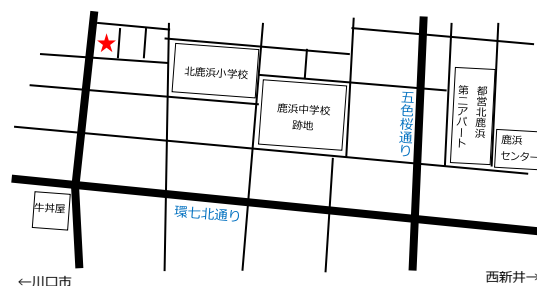 北鹿浜小学校
鹿浜中学校
跡地
五色桜通り
都営北鹿浜
第二アパート
鹿浜
センター
牛丼屋
環七北通り
←川口市
西新井→